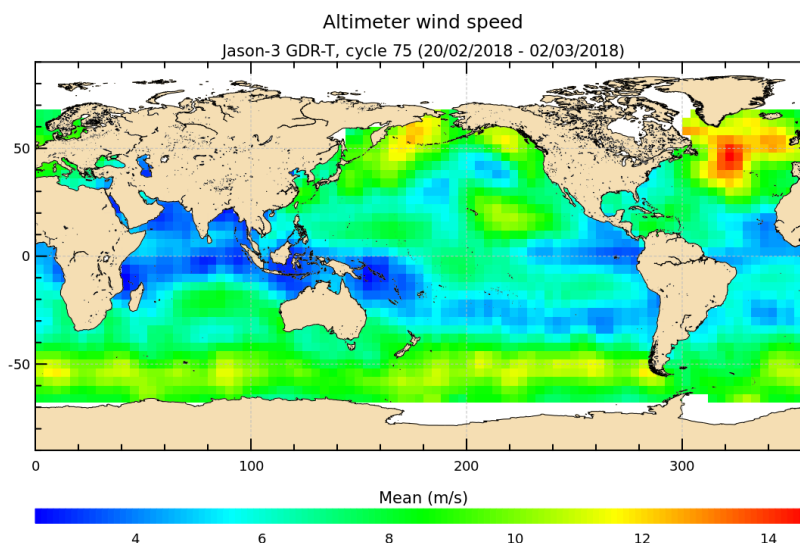 Altimeter wind speed
Jason-3 GDR-T, cycle 75 (20/02/2018 - 02/03/2018)
50
0
-50
0 100 200 300
Mean (m/s)
4 6 8 10 12 14